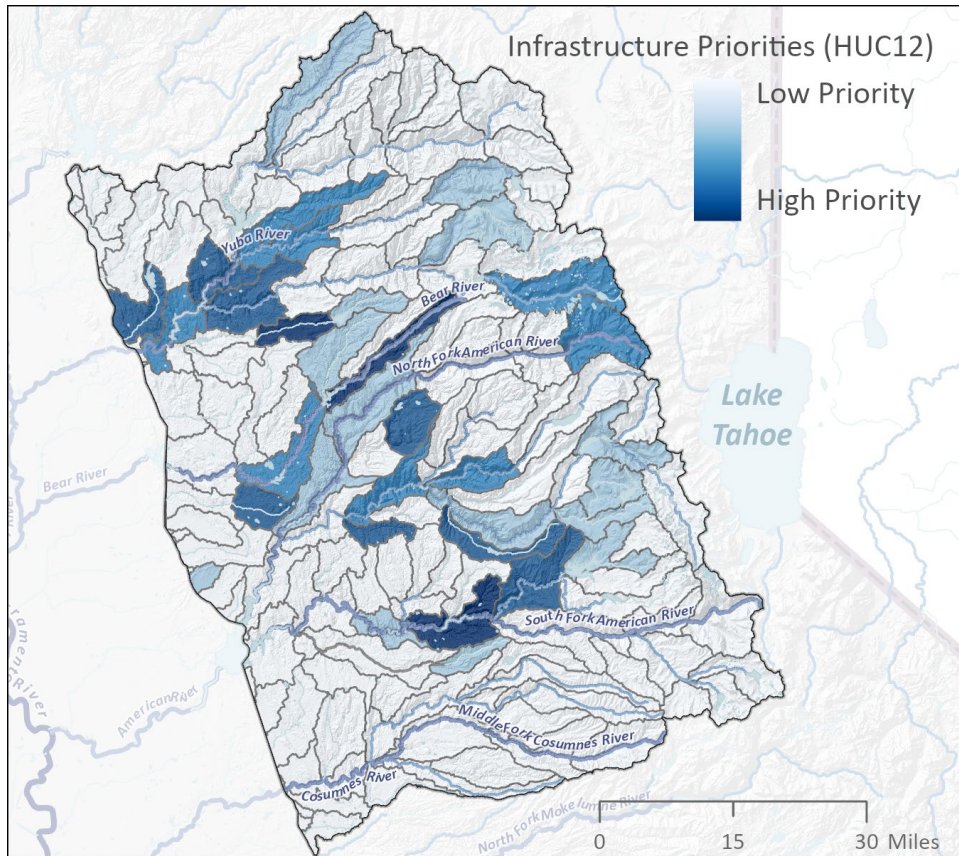 Infrastructure Priorities (HUC12)
Low Priority
High Priority
Yuba River
Bear River
North Fork American River
Lake
Tahoe
Bear River
South Fork American River
American River
Middle Fork Cosumnes River
Cosumnes River
North Fork Mokelumne River
0 15 30 Miles